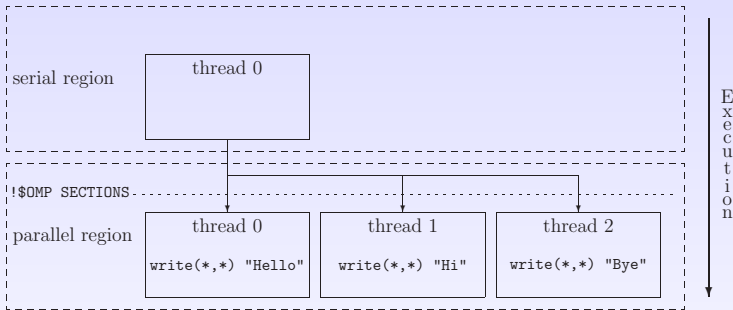 thread 0
serial region
Execution
!$OMP SECTIONS
thread 0
thread 1
thread 2
parallel region
write(*,*) "Hello"
write(*,*) "Hi"
write(*,*) "Bye"